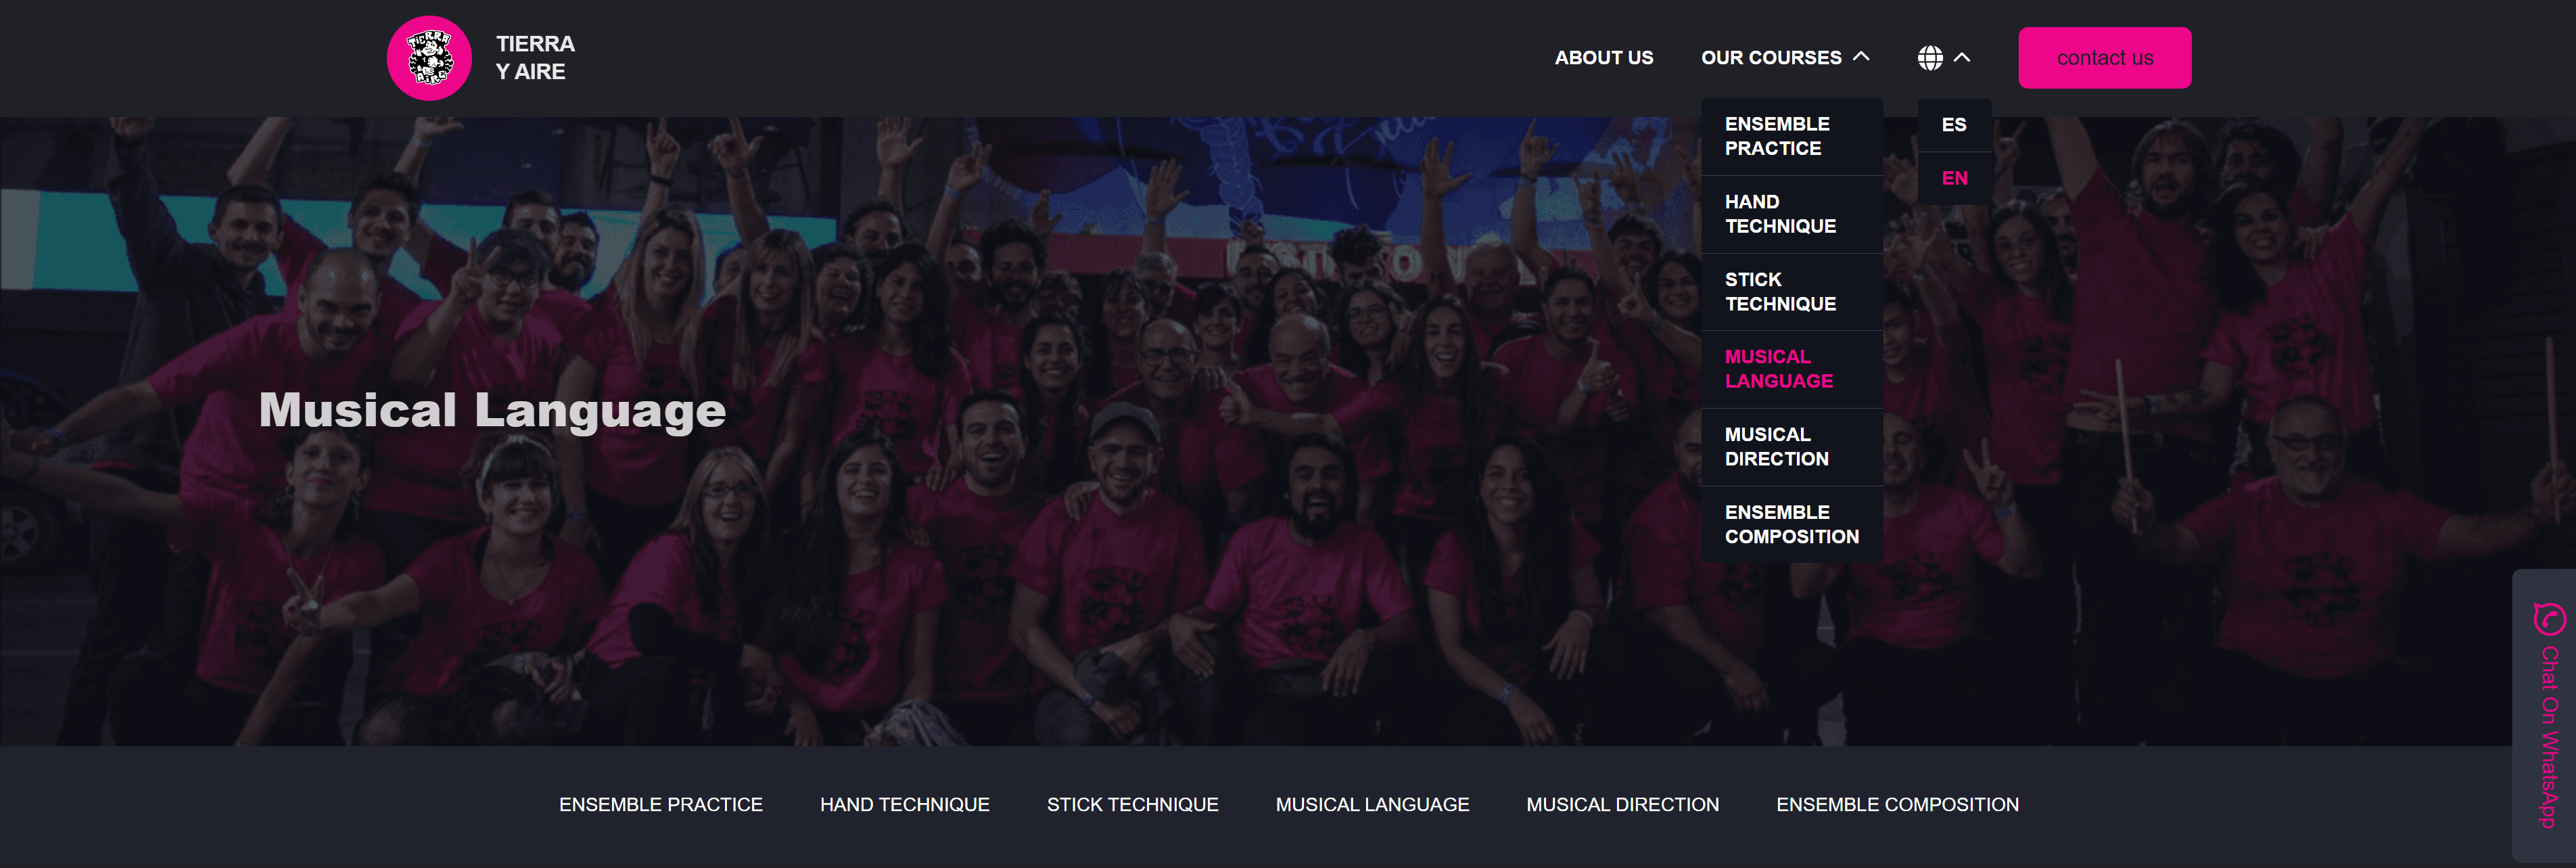 TIERRA
AIRE
TIERRA
Y AIRE
ABOUT US
OUR COURSES
contact us
ENSEMBLE
PRACTICE
HAND
TECHNIQUE
STICK
TECHNIQUE
MUSICAL
LANGUAGE
MUSICAL
DIRECTION
ENSEMBLE
COMPOSITION
ES
EN
Musical Language
Chat On WhatsApp
ENSEMBLE PRACTICE
HAND TECHNIQUE
STICK TECHNIQUE
MUSICAL LANGUAGE
MUSICAL DIRECTION
ENSEMBLE COMPOSITION